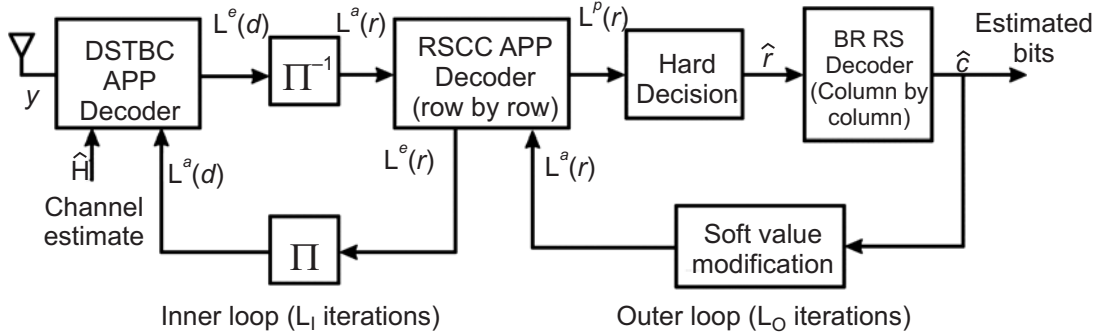 L^e(d)
L^a(r)
L^p(r)
Estimated
bits
DSTBC
APP
Decoder
Π⁻¹
RSCC APP
Decoder
(row by row)
Hard
Decision
r̂
BR RS
Decoder
(Column by
column)
ĉ
y
Ĥ
L^a(d)
L^e(r)
L^a(r)
Channel
estimate
Π
Soft value
modification
Inner loop (L_I iterations)
Outer loop (L_O iterations)